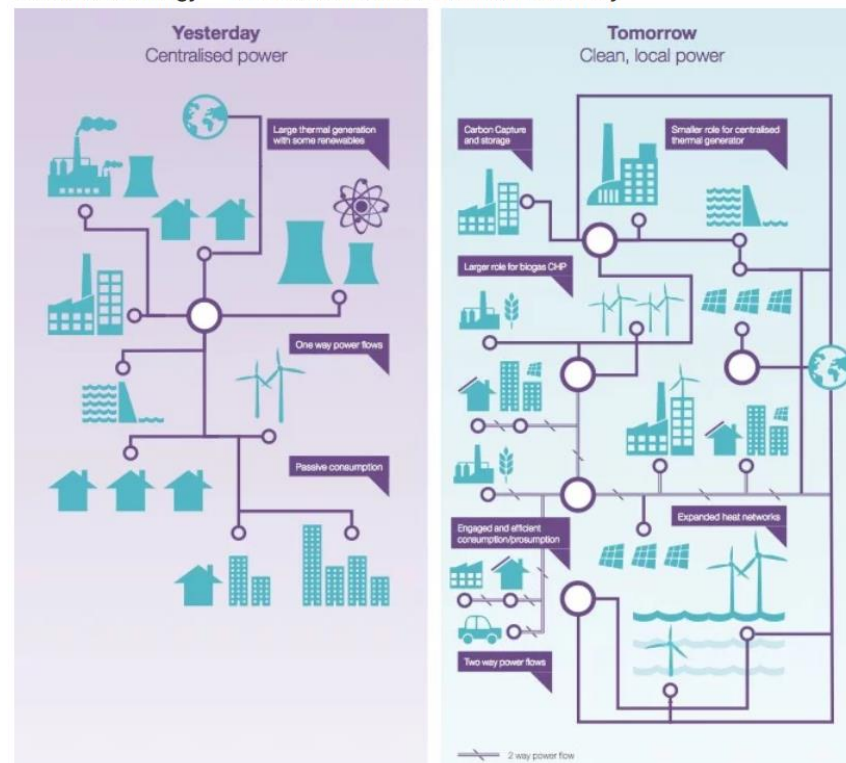 Yesterday
Centralised power
Large thermal generation
with some renewables
One way power flows
Passive consumption
Tomorrow
Clean, local power
Carbon Capture
and storage
Smaller role for centralised
thermal generator
Larger role for biogas CHP
Engaged and efficient
consumption/prosumption
Expanded heat networks
Two way power flows
2 way power flow